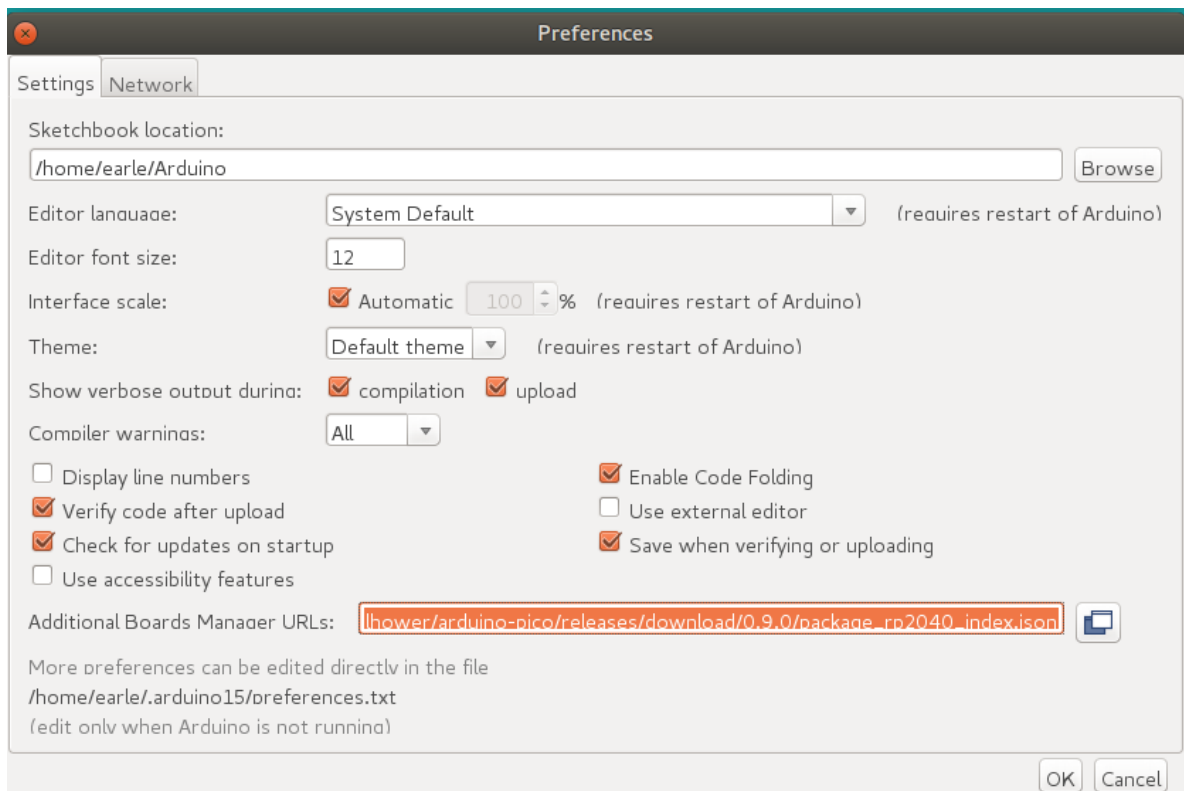 Preferences
Settings Network
Sketchbook location:
/home/earle/Arduino Browse
Editor language: System Default (requires restart of Arduino)
Editor font size: 12
Interface scale: Automatic 100 % (requires restart of Arduino)
Theme: Default theme (requires restart of Arduino)
Show verbose output during: compilation upload
Compiler warnings: All
Display line numbers Enable Code Folding
Verify code after upload Use external editor
Check for updates on startup Save when verifying or uploading
Use accessibility features
Additional Boards Manager URLs: lhower/arduino-pico/releases/download/0.9.0/package_rp2040_index.json
More preferences can be edited directly in the file
/home/earle/.arduino15/preferences.txt
(edit only when Arduino is not running)
OK Cancel